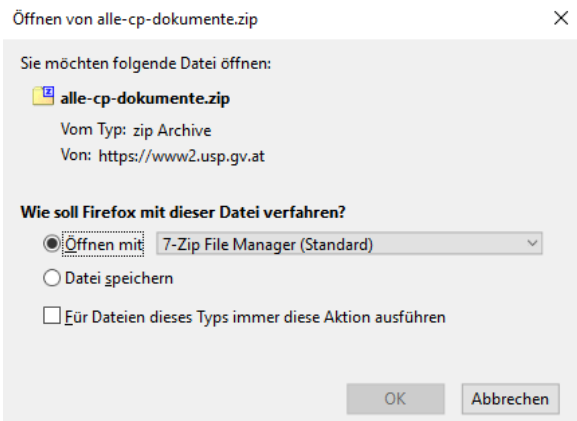 Öffnen von alle-cp-dokumente.zip
Sie möchten folgende Datei öffnen:
alle-cp-dokumente.zip
Vom Typ: zip Archive
Von: https://www2.usp.gv.at
Wie soll Firefox mit dieser Datei verfahren?
Öffnen mit 7-Zip File Manager (Standard)
Datei speichern
Für Dateien dieses Typs immer diese Aktion ausführen
OK Abbrechen